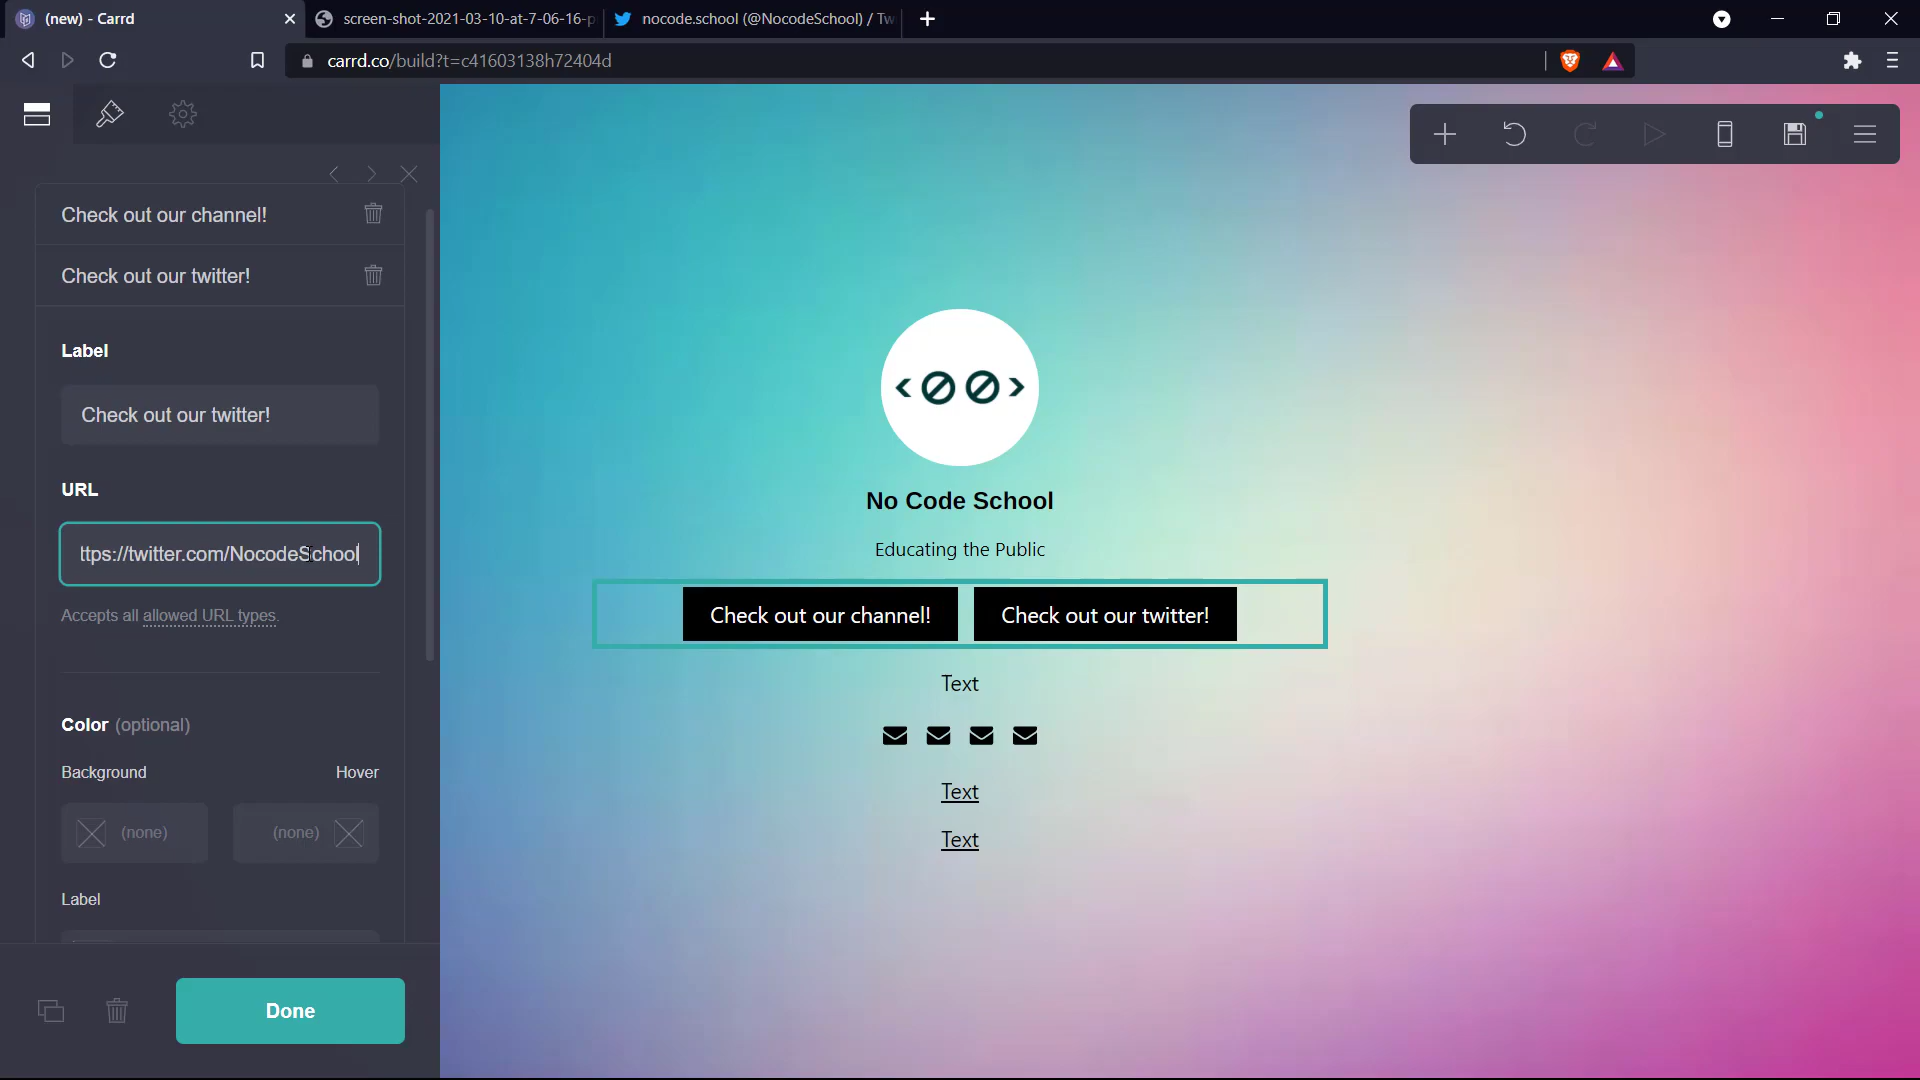 (new) - Carrd
screen-shot-2021-03-10-at-7-06-16-p
nocode.school (@NocodeSchool) / Tw
carrd.co/build?t=c41603138h72404d
Check out our channel!
Check out our twitter!
Label
Check out our twitter!
URL
ttps://twitter.com/NocodeSchool
Accepts all allowed URL types.
Color (optional)
Background
Hover
(none)
(none)
Label
Done
No Code School
Educating the Public
Check out our channel!
Check out our twitter!
Text
Text
Text